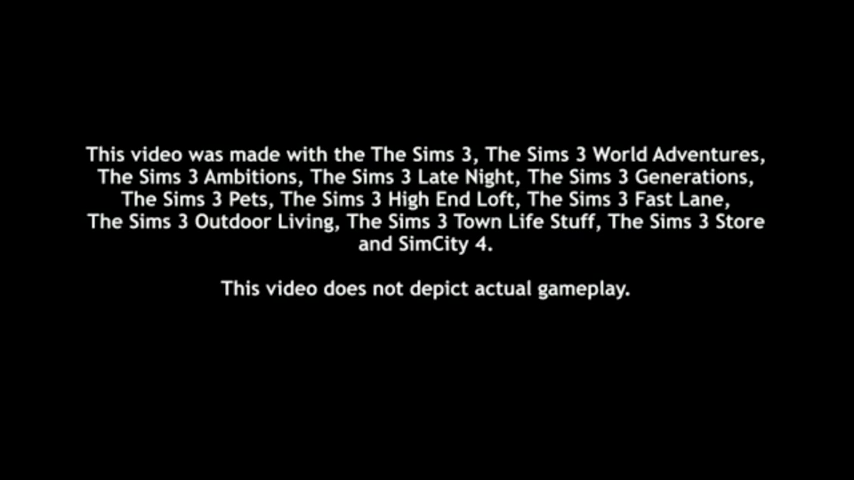 This video was made with the The Sims 3, The Sims 3 World Adventures,
The Sims 3 Ambitions, The Sims 3 Late Night, The Sims 3 Generations,
The Sims 3 Pets, The Sims 3 High End Loft, The Sims 3 Fast Lane,
The Sims 3 Outdoor Living, The Sims 3 Town Life Stuff, The Sims 3 Store
and SimCity 4.
This video does not depict actual gameplay.